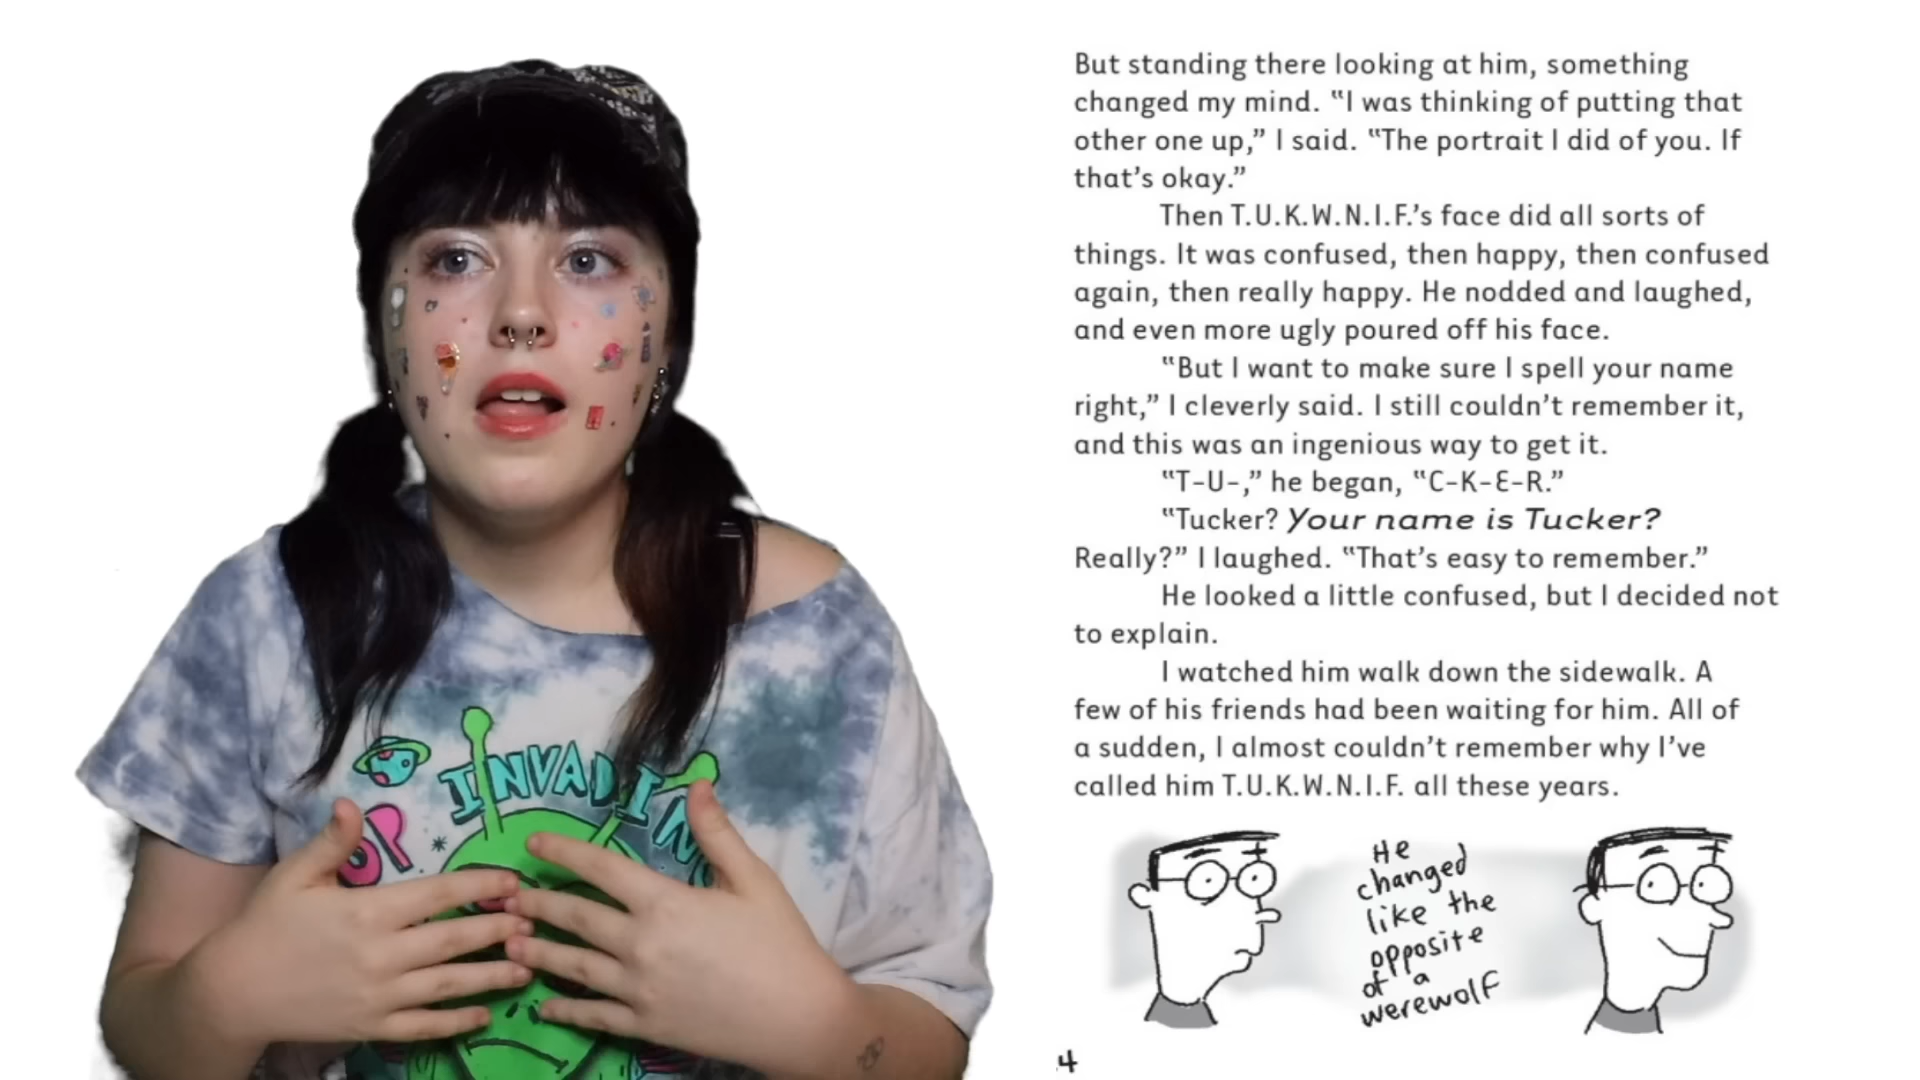 INVADING
OP
But standing there looking at him, something
changed my mind. “I was thinking of putting that
other one up,” I said. “The portrait I did of you. If
that’s okay.”
Then T.U.K.W.N.I.F.’s face did all sorts of
things. It was confused, then happy, then confused
again, then really happy. He nodded and laughed,
and even more ugly poured off his face.
“But I want to make sure I spell your name
right,” I cleverly said. I still couldn’t remember it,
and this was an ingenious way to get it.
“T-U-,” he began, “C-K-E-R.”
“Tucker? Your name is Tucker?
Really?” I laughed. “That’s easy to remember.”
He looked a little confused, but I decided not
to explain.
I watched him walk down the sidewalk. A
few of his friends had been waiting for him. All of
a sudden, I almost couldn’t remember why I’ve
called him T.U.K.W.N.I.F. all these years.
He
changed
like the
opposite
of a
werewolf
4